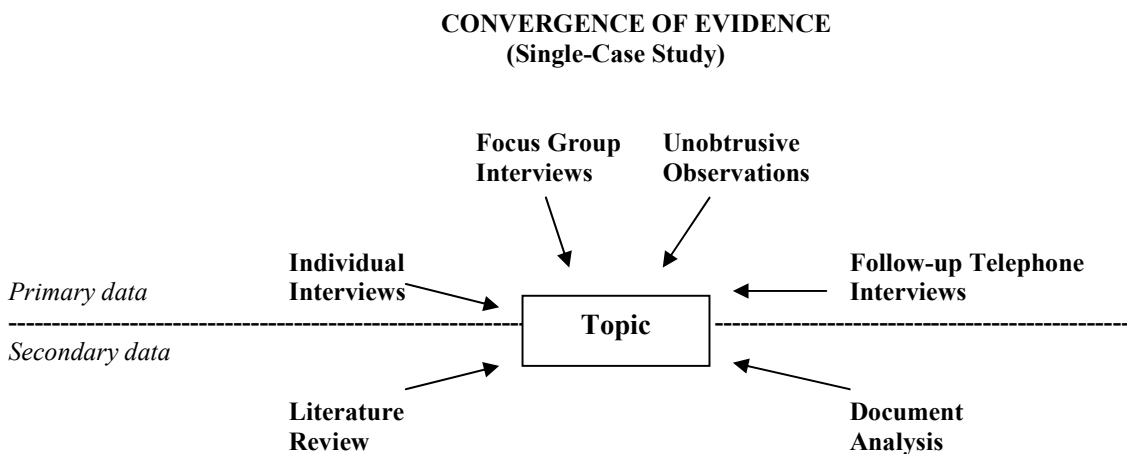 CONVERGENCE OF EVIDENCE
(Single-Case Study)
Focus Group
Interviews
Unobtrusive
Observations
Individual
Interviews
Follow-up Telephone
Interviews
Primary data
Topic
Secondary data
Literature
Review
Document
Analysis